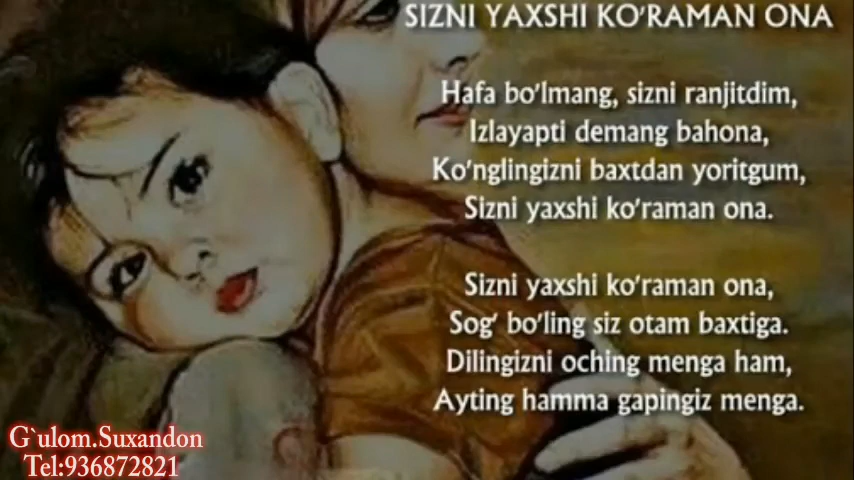 SIZNI YAXSHI KO'RAMAN ONA
Hafa bo'lmang, sizni ranjitdim,
Izlayapti demang bahona,
Ko'nglingizni baxtdan yoritgum,
Sizni yaxshi ko'raman ona.
Sizni yaxshi ko'raman ona,
Sog' bo'ling siz otam baxtiga.
Dilingizni oching menga ham,
Ayting hamma gapingiz menga.
G`ulom.Suxandon
Tel:936872821